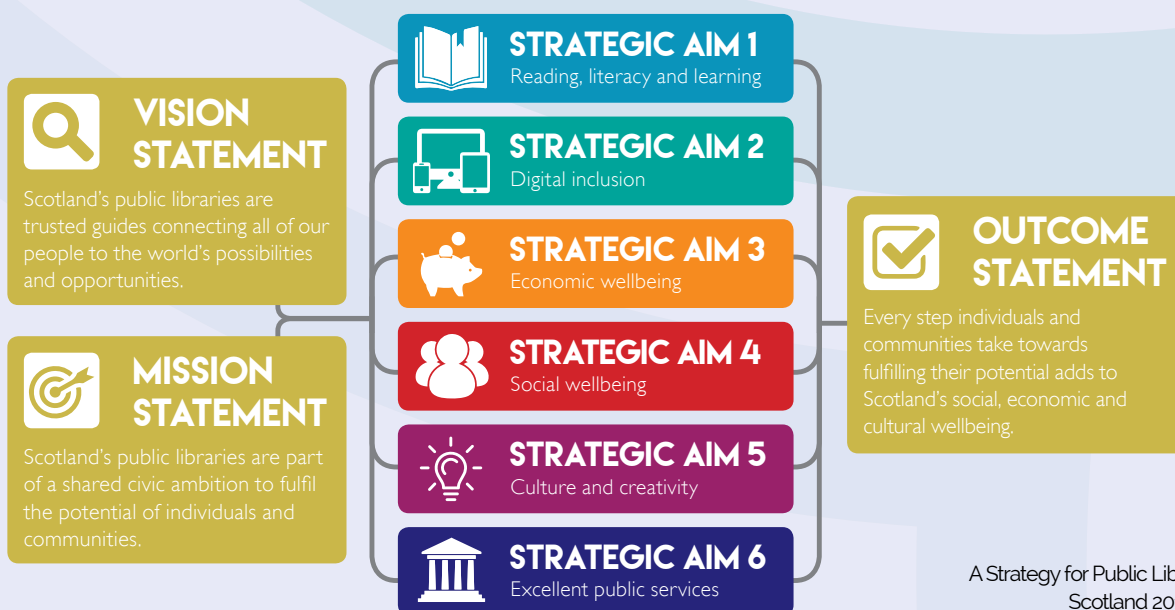 VISION
STATEMENT
Scotland's public libraries are
trusted guides connecting all of our
people to the world's possibilities
and opportunities.
MISSION
STATEMENT
Scotland's public libraries are part
of a shared civic ambition to fulfil
the potential of individuals and
communities.
STRATEGIC AIM 1
Reading, literacy and learning
STRATEGIC AIM 2
Digital inclusion
STRATEGIC AIM 3
Economic wellbeing
STRATEGIC AIM 4
Social wellbeing
STRATEGIC AIM 5
Culture and creativity
STRATEGIC AIM 6
Excellent public services
OUTCOME
STATEMENT
Every step individuals and
communities take towards
fulfilling their potential adds to
Scotland's social, economic and
cultural wellbeing.
A Strategy for Public
Scotland